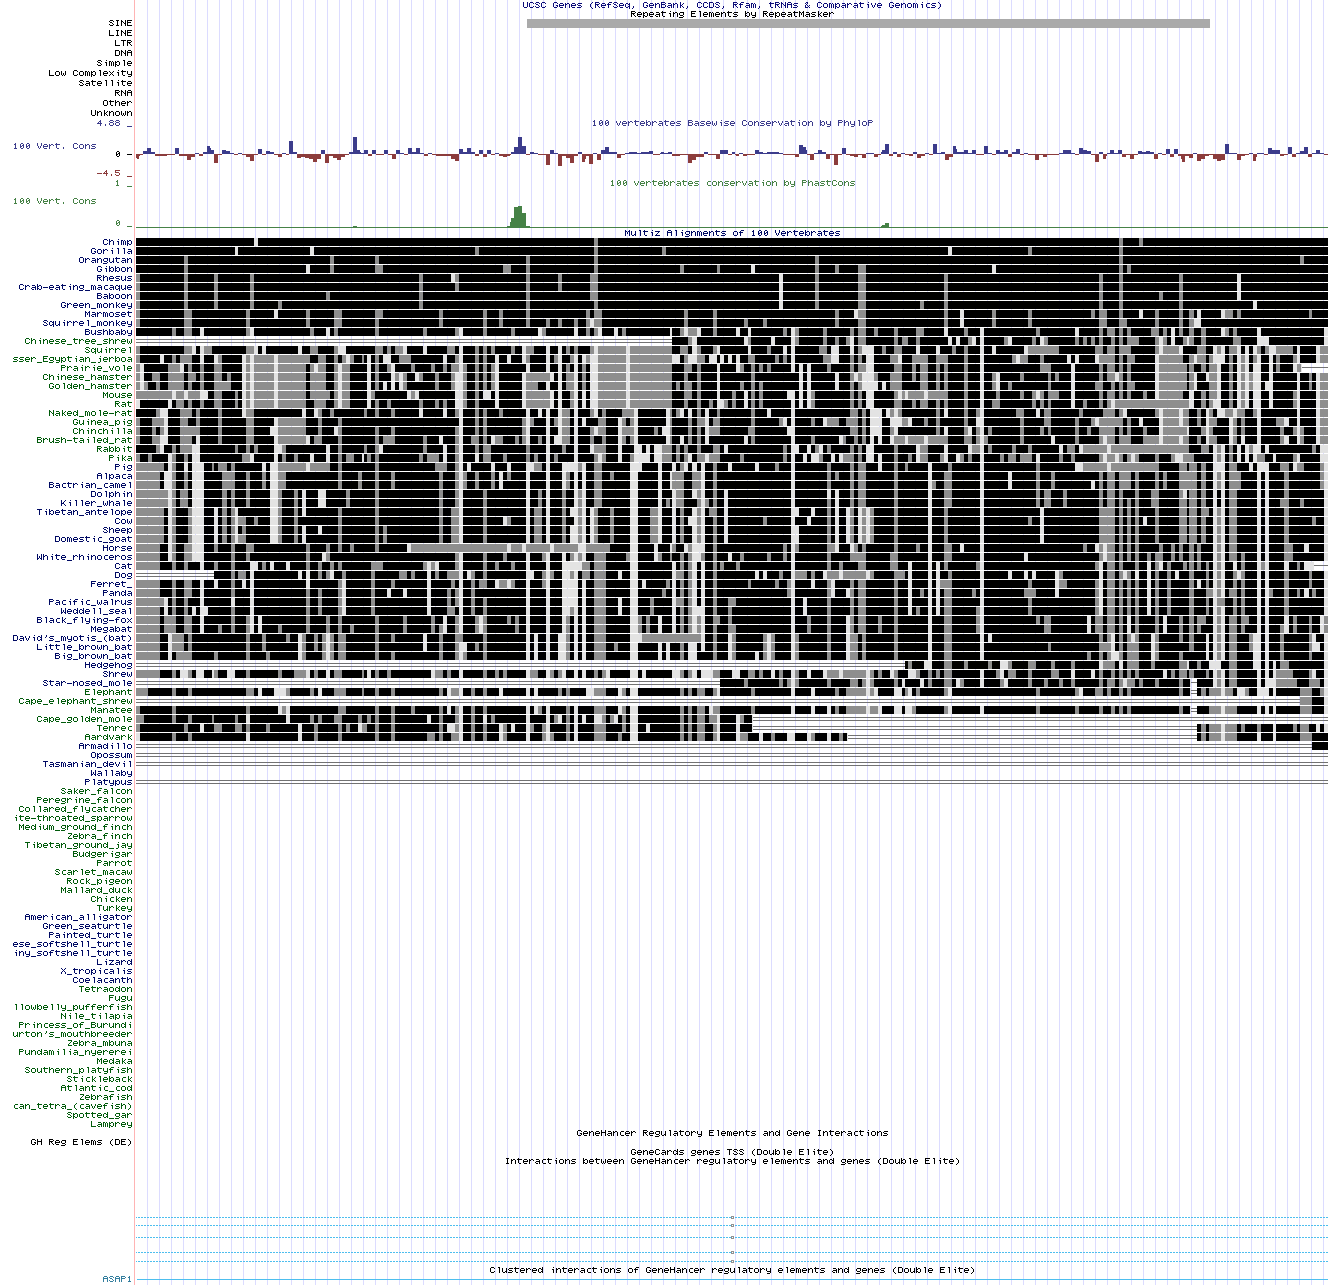 UCSC Genes (RefSeq, GenBank, CCDS, Rfam, tRNAs & Comparative Genomics)
Repeating Elements by RepeatMasker
SINE
LINE
LTR
DNA
Simple
Low Complexity
Satellite
RNA
Other
Unknown
100 vertebrates Basewise Conservation by PhyloP
4.88 _
100 Vert. Cons
0 _
-4.5 _
100 vertebrates conservation by PhastCons
1 _
100 Vert. Cons
0 _
Multiz Alignments of 100 Vertebrates
Chimp
Gorilla
Orangutan
Gibbon
Rhesus
Crab-eating_macaque
Baboon
Green_monkey
Marmoset
Squirrel_monkey
Bushbaby
Chinese_tree_shrew
Squirrel
sser_Egyptian_jerboa
Prairie_vole
Chinese_hamster
Golden_hamster
Mouse
Rat
Naked_mole-rat
Guinea_pig
Chinchilla
Brush-tailed_rat
Rabbit
Pika
Pig
Alpaca
Bactrian_camel
Dolphin
Killer_whale
Tibetan_antelope
Cow
Sheep
Domestic_goat
Horse
White_rhinoceros
Cat
Dog
Ferret_
Panda
Pacific_walrus
Weddell_seal
Black_flying-fox
Megabat
David's_myotis_(bat)
Little_brown_bat
Big_brown_bat
Hedgehog
Shrew
Star-nosed_mole
Elephant
Cape_elephant_shrew
Manatee
Cape_golden_mole
Tenrec
Aardvark
Armadillo
Opossum
Tasmanian_devil
Wallaby
Platypus
Saker_falcon
Peregrine_falcon
Collared_flycatcher
ite-throated_sparrow
Medium_ground_finch
Zebra_finch
Tibetan_ground_jay
Budgerigar
Parrot
Scarlet_macaw
Rock_pigeon
Mallard_duck
Chicken
Turkey
American_alligator
Green_seaturtle
Painted_turtle
ese_softshell_turtle
iny_softshell_turtle
Lizard
X_tropicalis
Coelacanth
Tetraodon
Fugu
llowbelly_pufferfish
Nile_tilapia
Princess_of_Burundi
urton's_mouthbreeder
Zebra_mbuna
Pundamilia_nyererei
Medaka
Southern_platyfish
Stickleback
Atlantic_cod
Zebrafish
can_tetra_(cavefish)
Spotted_gar
Lamprey
GeneHancer Regulatory Elements and Gene Interactions
GH Reg Elems (DE)
GeneCards genes TSS (Double Elite)
Interactions between GeneHancer regulatory elements and genes (Double Elite)
Clustered interactions of GeneHancer regulatory elements and genes (Double Elite)
ASAP1